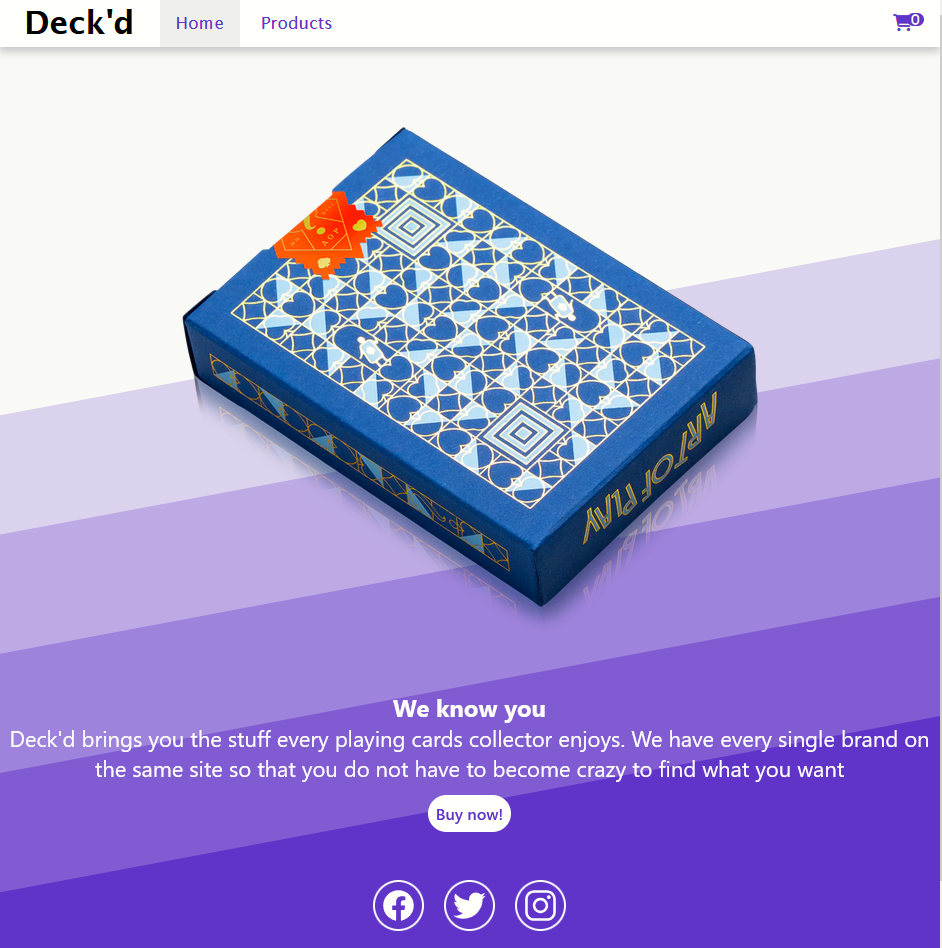 Deck'd Home Products 0
AOP
ART OF PLAY
We know you
Deck'd brings you the stuff every playing cards collector enjoys. We have every single brand on
the same site so that you do not have to become crazy to find what you want
Buy now!